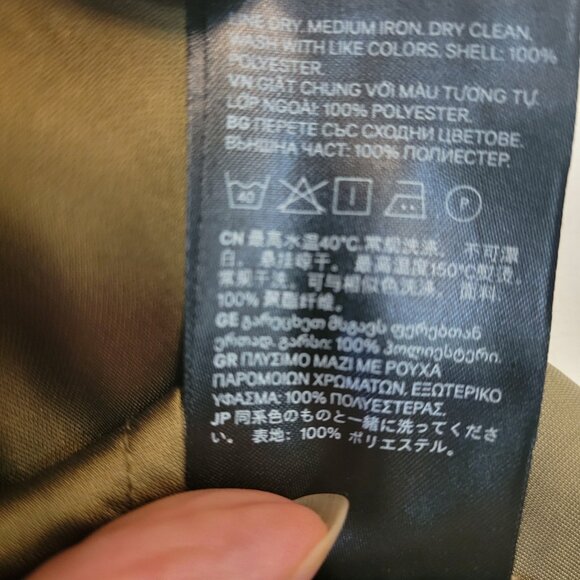 LINE DRY. MEDIUM IRON. DRY CLEAN.
WASH WITH LIKE COLORS. SHELL: 100%
POLYESTER.
VN GIẶT CHUNG VỚI MÀU TƯƠNG TỰ.
LỚP NGOÀI: 100% POLYESTER.
BG ПЕРЕТЕ СЪС СХОДНИ ЦВЕТОВЕ.
ВЪНШНА ЧАСТ: 100% ПОЛИЕСТЕР.
40 P
CN 最高水温40°C.常规洗涤. 不可漂
白. 悬挂晾干. 最高温度150°C熨烫.
常规干洗. 可与相似色洗涤. 面料:
100% 聚酯纤维.
GE გარეცხეთ მსგავს ფერებთან
ერთად. გარსი: 100% პოლიესტერი.
GR ΠΛΥΣΙΜΟ ΜΑΖΙ ΜΕ ΡΟΥΧΑ
ΠΑΡΟΜΟΙΩΝ ΧΡΩΜΑΤΩΝ. ΕΞΩΤΕΡΙΚΟ
ΥΦΑΣΜΑ: 100% ΠΟΛΥΕΣΤΕΡΑΣ.
JP 同系色のものと一緒に洗ってくださ
い. 表地: 100% ポリエステル.